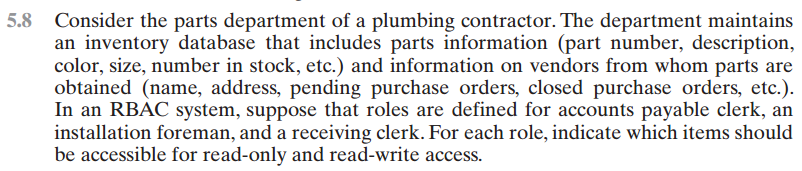 5.8 Consider the parts department of a plumbing contractor. The department maintains
an inventory database that includes parts information (part number, description,
color, size, number in stock, etc.) and information on vendors from whom parts are
obtained (name, address, pending purchase orders, closed purchase orders, etc.).
In an RBAC system, suppose that roles are defined for accounts payable clerk, an
installation foreman, and a receiving clerk. For each role, indicate which items should
be accessible for read-only and read-write access.